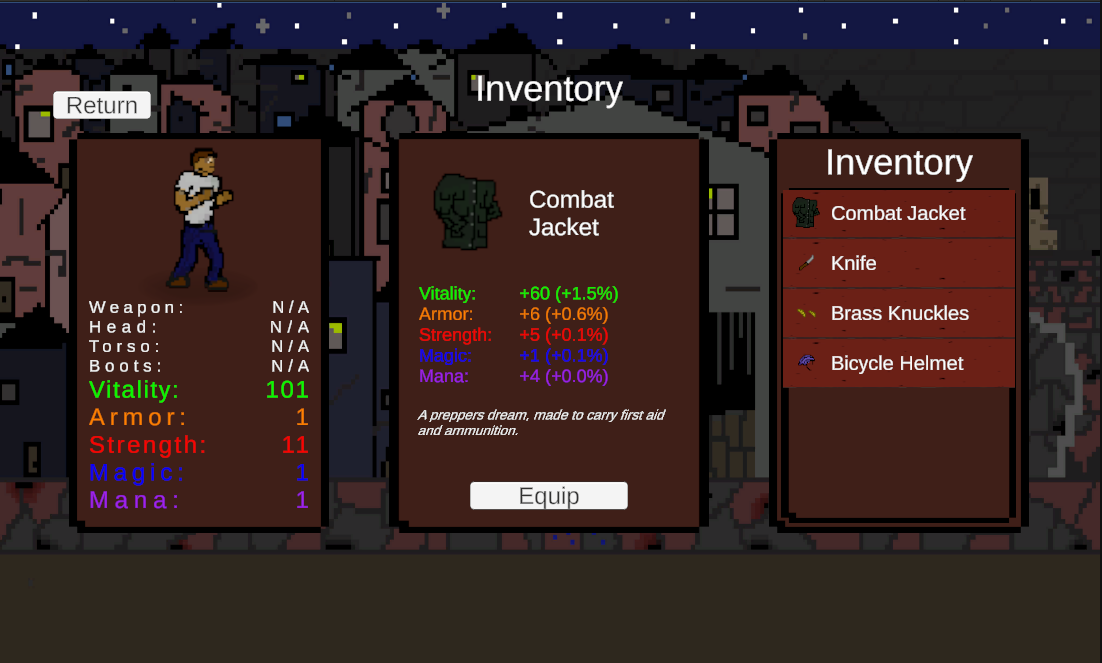 Inventory
Return
Weapon: N/A
Head: N/A
Torso: N/A
Boots: N/A
Vitality: 101
Armor: 1
Strength: 11
Magic: 1
Mana: 1
Combat
Jacket
Vitality: +60 (+1.5%)
Armor: +6 (+0.6%)
Strength: +5 (+0.1%)
Magic: +1 (+0.1%)
Mana: +4 (+0.0%)
A preppers dream, made to carry first aid
and ammunition.
Equip
Inventory
Combat Jacket
Knife
Brass Knuckles
Bicycle Helmet